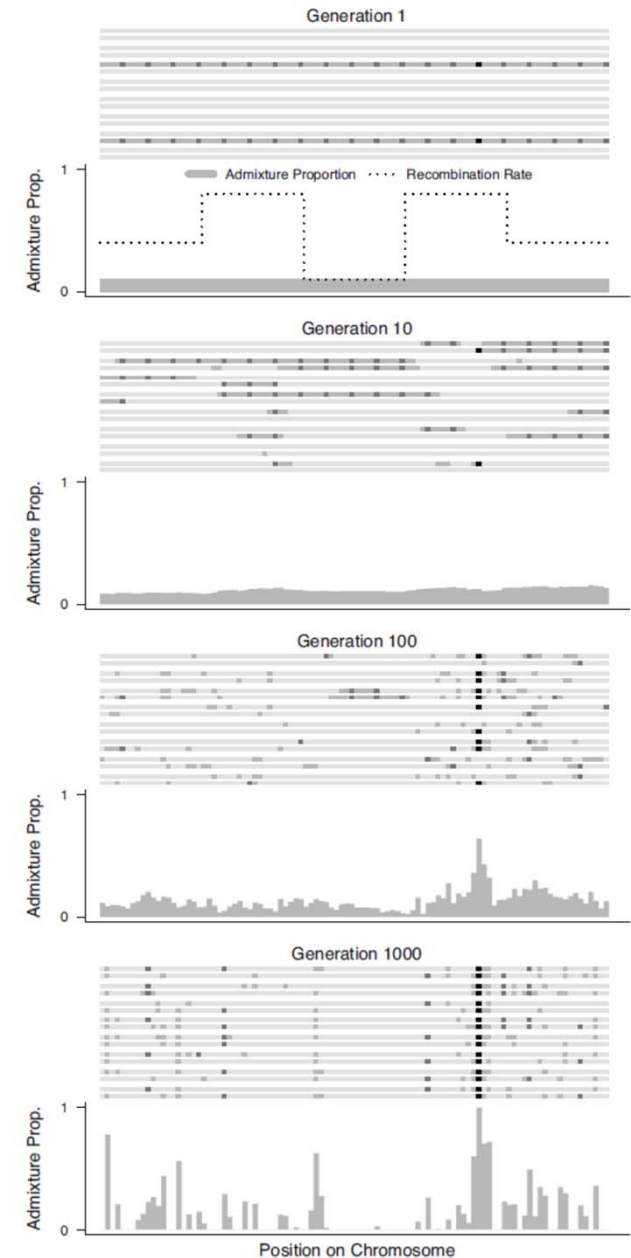 Generation 1
Admixture Prop.
1
Admixture Proportion Recombination Rate
0
Generation 10
Admixture Prop.
1
0
Generation 100
Admixture Prop.
1
0
Generation 1000
Admixture Prop.
1
0
Position on Chromosome